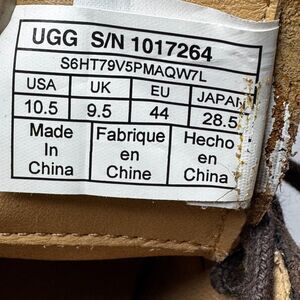 UGG S/N 1017264
S6HT79V5PMAQW7L
USA UK EU JAPAN
10.5 9.5 44 28.5
Made Fabrique Hecho
In en en
China Chine China